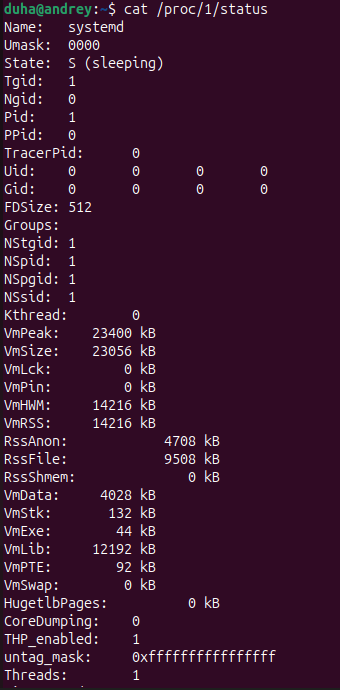 duha@andrey:~$ cat /proc/1/status
Name:   systemd
Umask:  0000
State:  S (sleeping)
Tgid:   1
Ngid:   0
Pid:    1
PPid:   0
TracerPid:      0
Uid:    0       0       0       0
Gid:    0       0       0       0
FDSize: 512
Groups:
NStgid: 1
NSpid:  1
NSpgid: 1
NSsid:  1
Kthread:        0
VmPeak:    23400 kB
VmSize:    23056 kB
VmLck:         0 kB
VmPin:         0 kB
VmHWM:     14216 kB
VmRSS:     14216 kB
RssAnon:            4708 kB
RssFile:            9508 kB
RssShmem:              0 kB
VmData:     4028 kB
VmStk:       132 kB
VmExe:        44 kB
VmLib:     12192 kB
VmPTE:        92 kB
VmSwap:        0 kB
HugetlbPages:          0 kB
CoreDumping:    0
THP_enabled:    1
untag_mask:     0xffffffffffffffff
Threads:        1